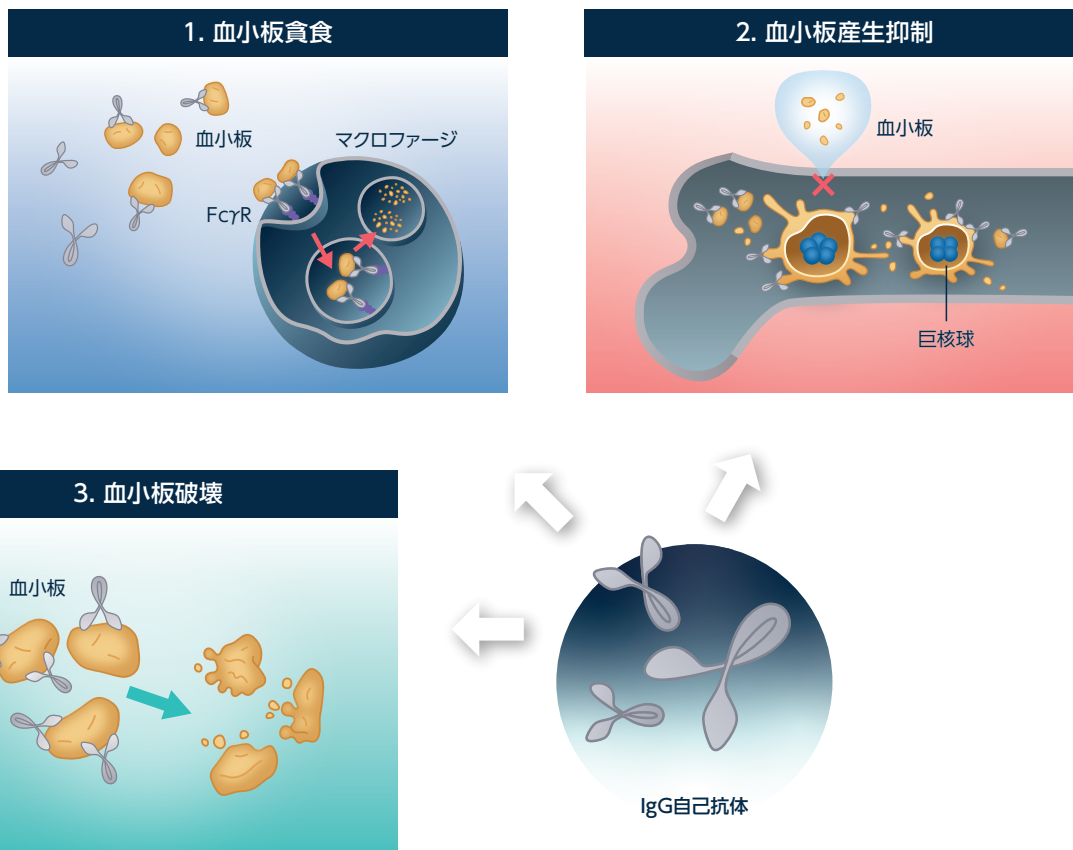 1. 血小板貪食
血小板
マクロファージ
FcγR
2. 血小板産生抑制
血小板
巨核球
3. 血小板破壊
血小板
IgG自己抗体